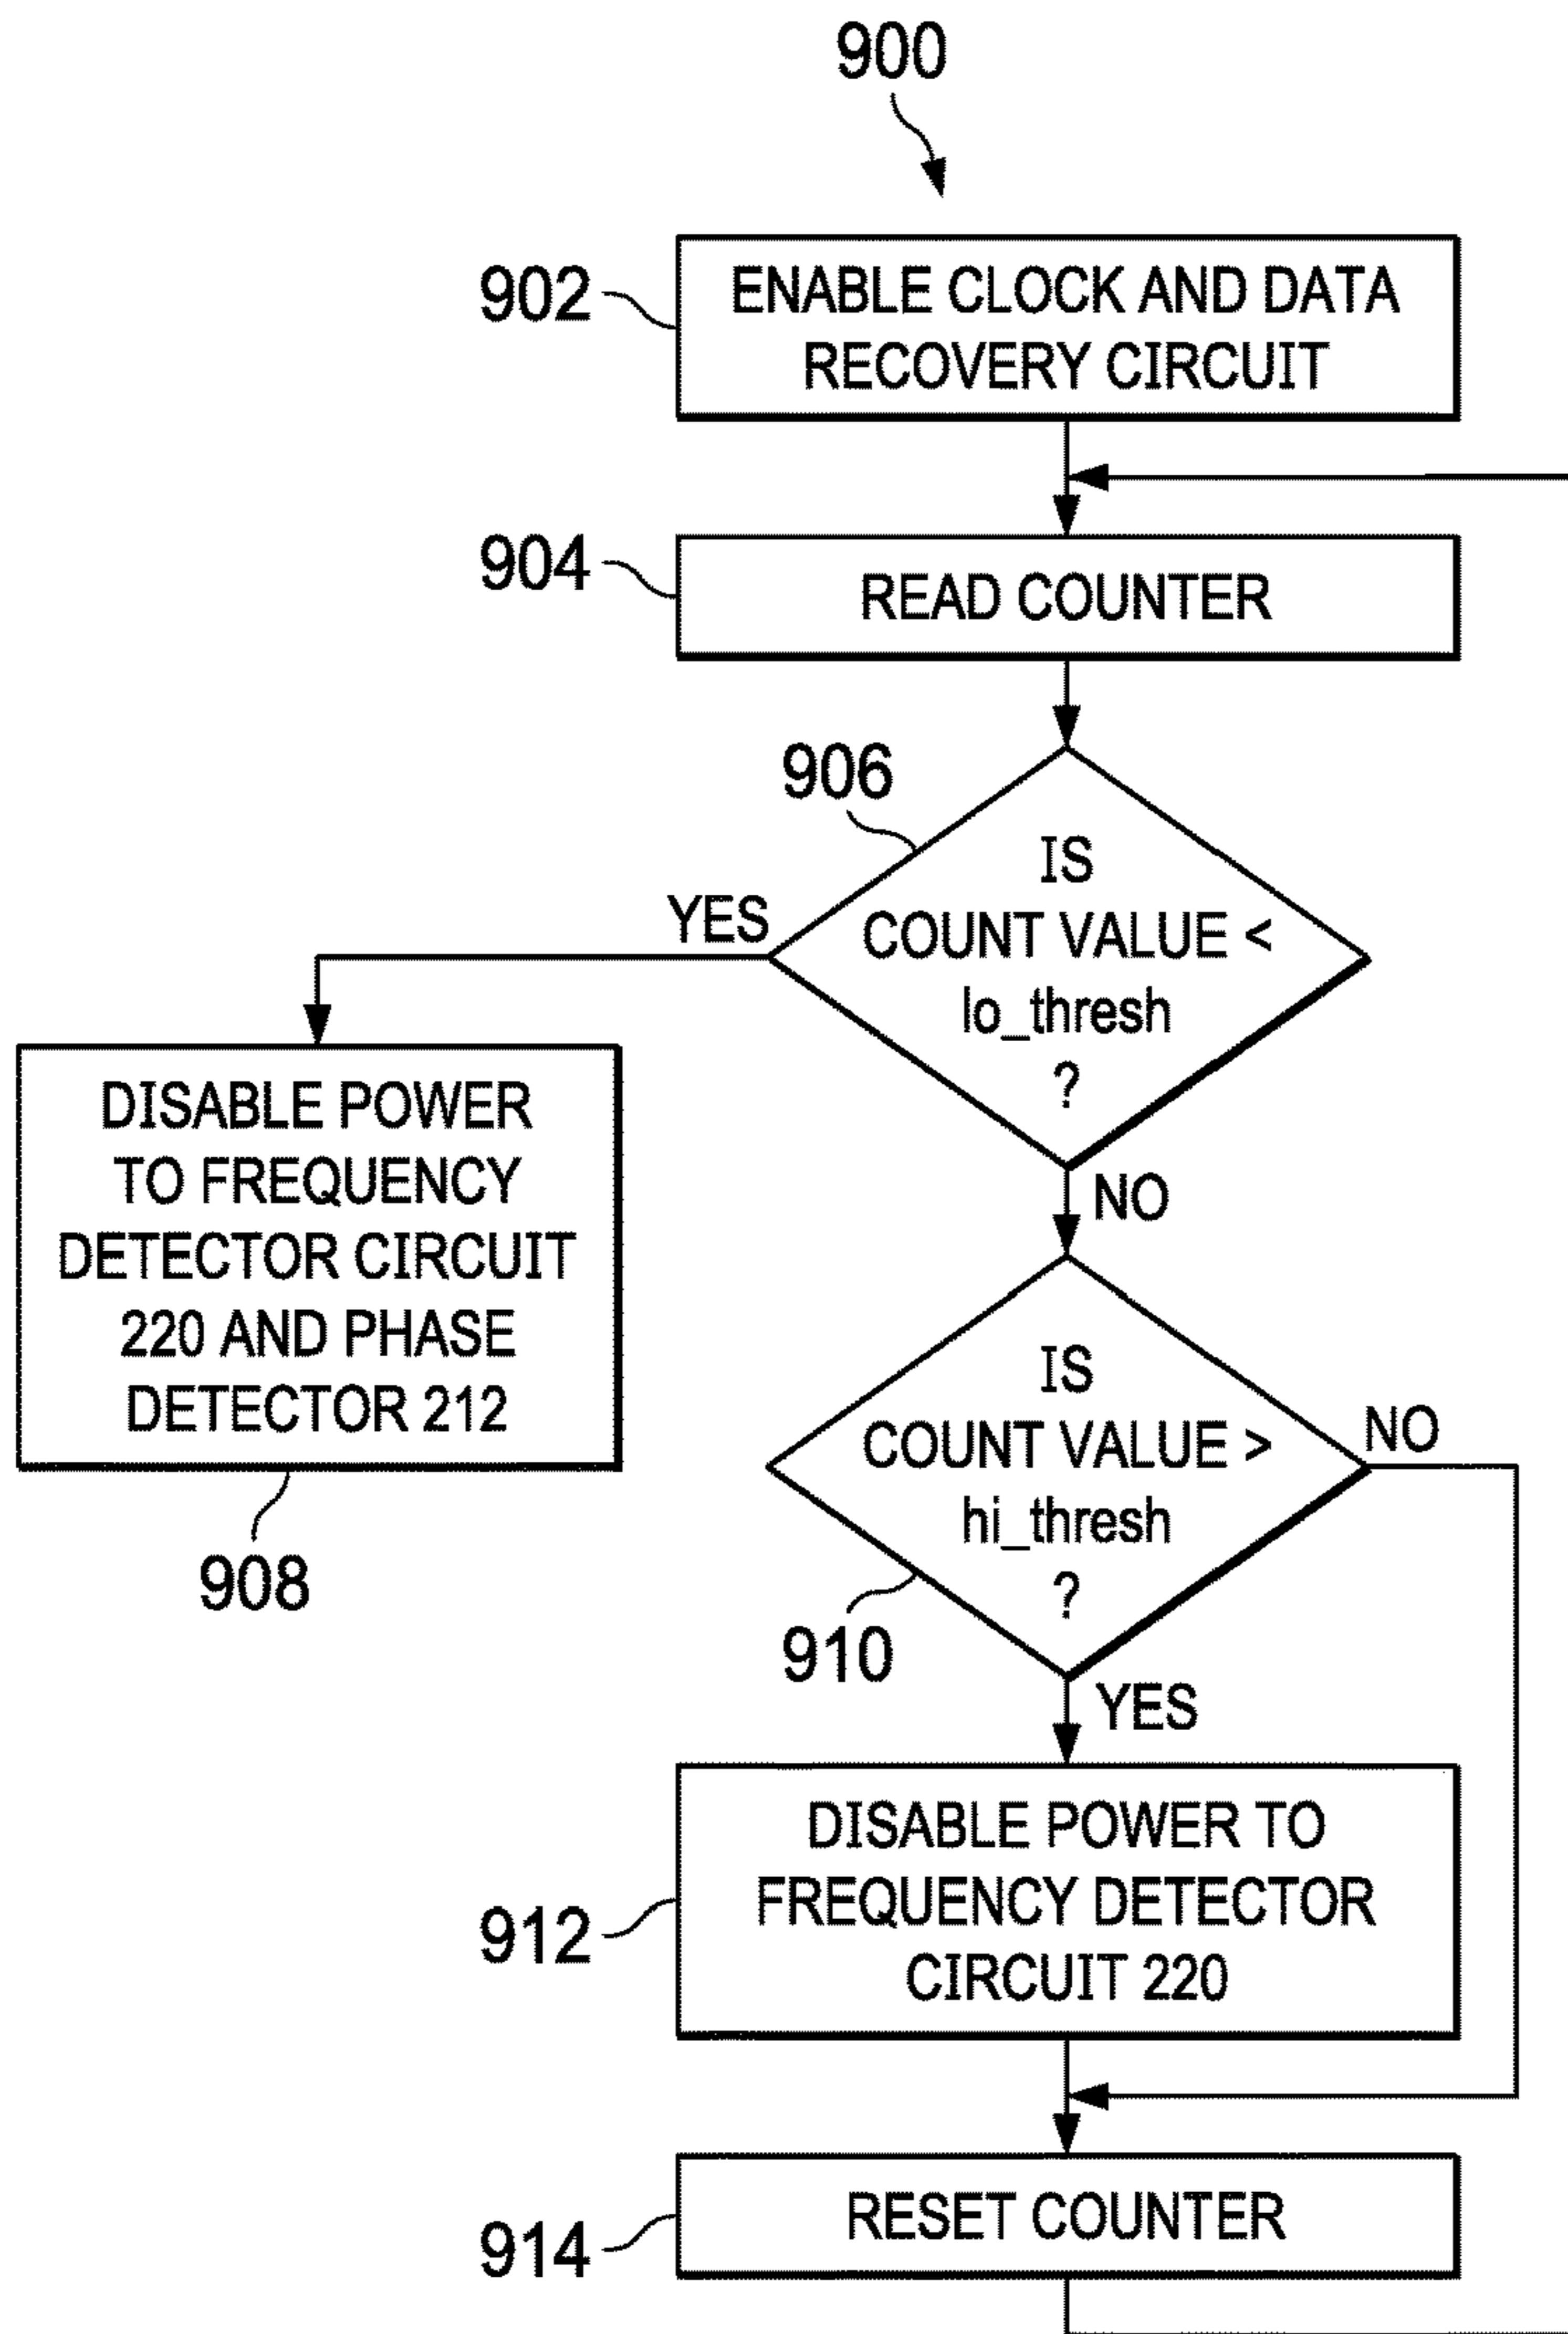 900
902
ENABLE CLOCK AND DATA
RECOVERY CIRCUIT
904
READ COUNTER
906
IS
COUNT VALUE <
lo_thresh
?
YES
NO
DISABLE POWER
TO FREQUENCY
DETECTOR CIRCUIT
220 AND PHASE
DETECTOR 212
908
IS
COUNT VALUE >
hi_thresh
?
NO
910
YES
912
DISABLE POWER TO
FREQUENCY DETECTOR
CIRCUIT 220
914
RESET COUNTER